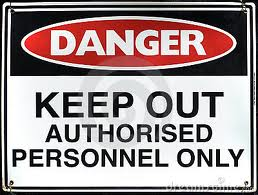 DANGER
KEEP OUT
AUTHORISED
PERSONNEL ONLY